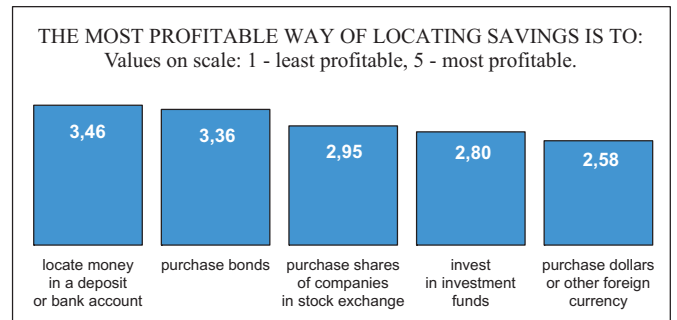 THE MOST PROFITABLE WAY OF LOCATING SAVINGS IS TO:
Values on scale: 1 - least profitable, 5 - most profitable.
3,46
3,36
2,95
2,80
2,58
locate money
in a deposit
or bank account
purchase bonds
purchase shares
of companies
in stock exchange
invest
in investment
funds
purchase dollars
or other foreign
currency